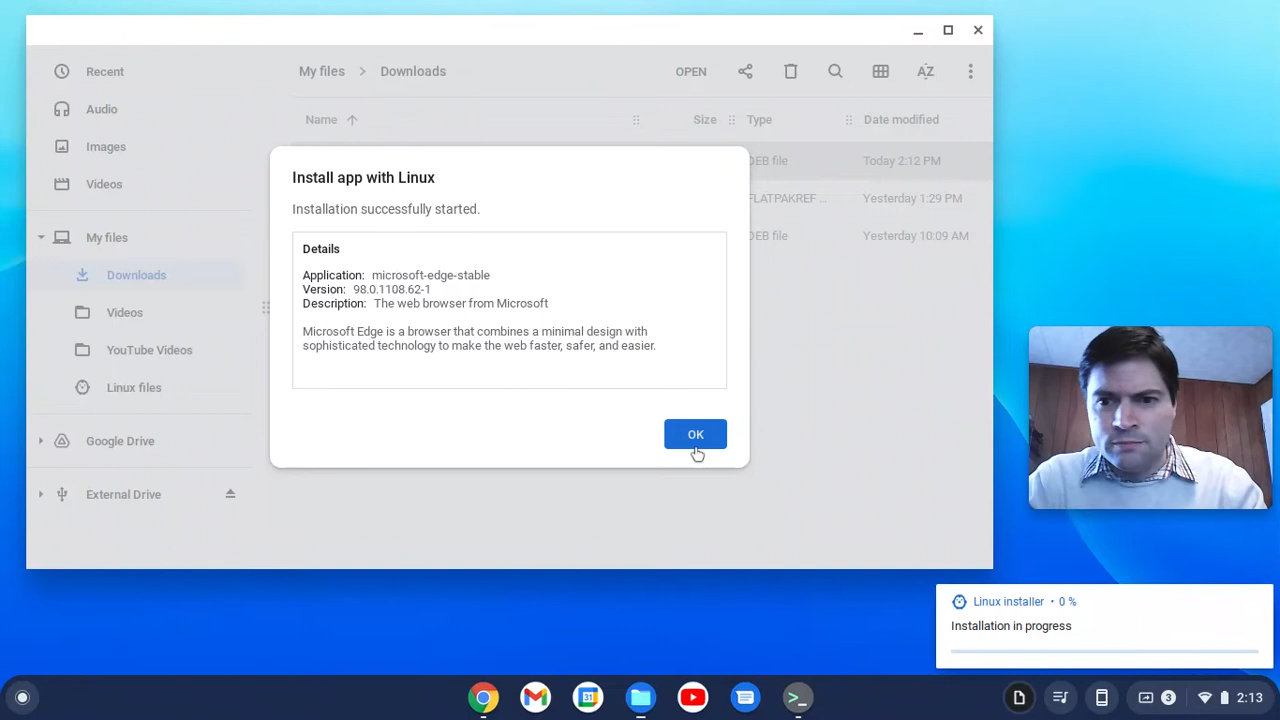 Recent
Audio
Images
Videos
My files
Downloads
Videos
YouTube Videos
Linux files
Google Drive
External Drive
My files > Downloads
OPEN
AZ
Name
Size
Type
Date modified
DEB file
Today 2:12 PM
FLATPAKREF ...
Yesterday 1:29 PM
DEB file
Yesterday 10:09 AM
Install app with Linux
Installation successfully started.
Details
Application: microsoft-edge-stable
Version: 98.0.1108.62-1
Description: The web browser from Microsoft
Microsoft Edge is a browser that combines a minimal design with
sophisticated technology to make the web faster, safer, and easier.
OK
Linux installer • 0 %
Installation in progress
31
>_
3
2:13